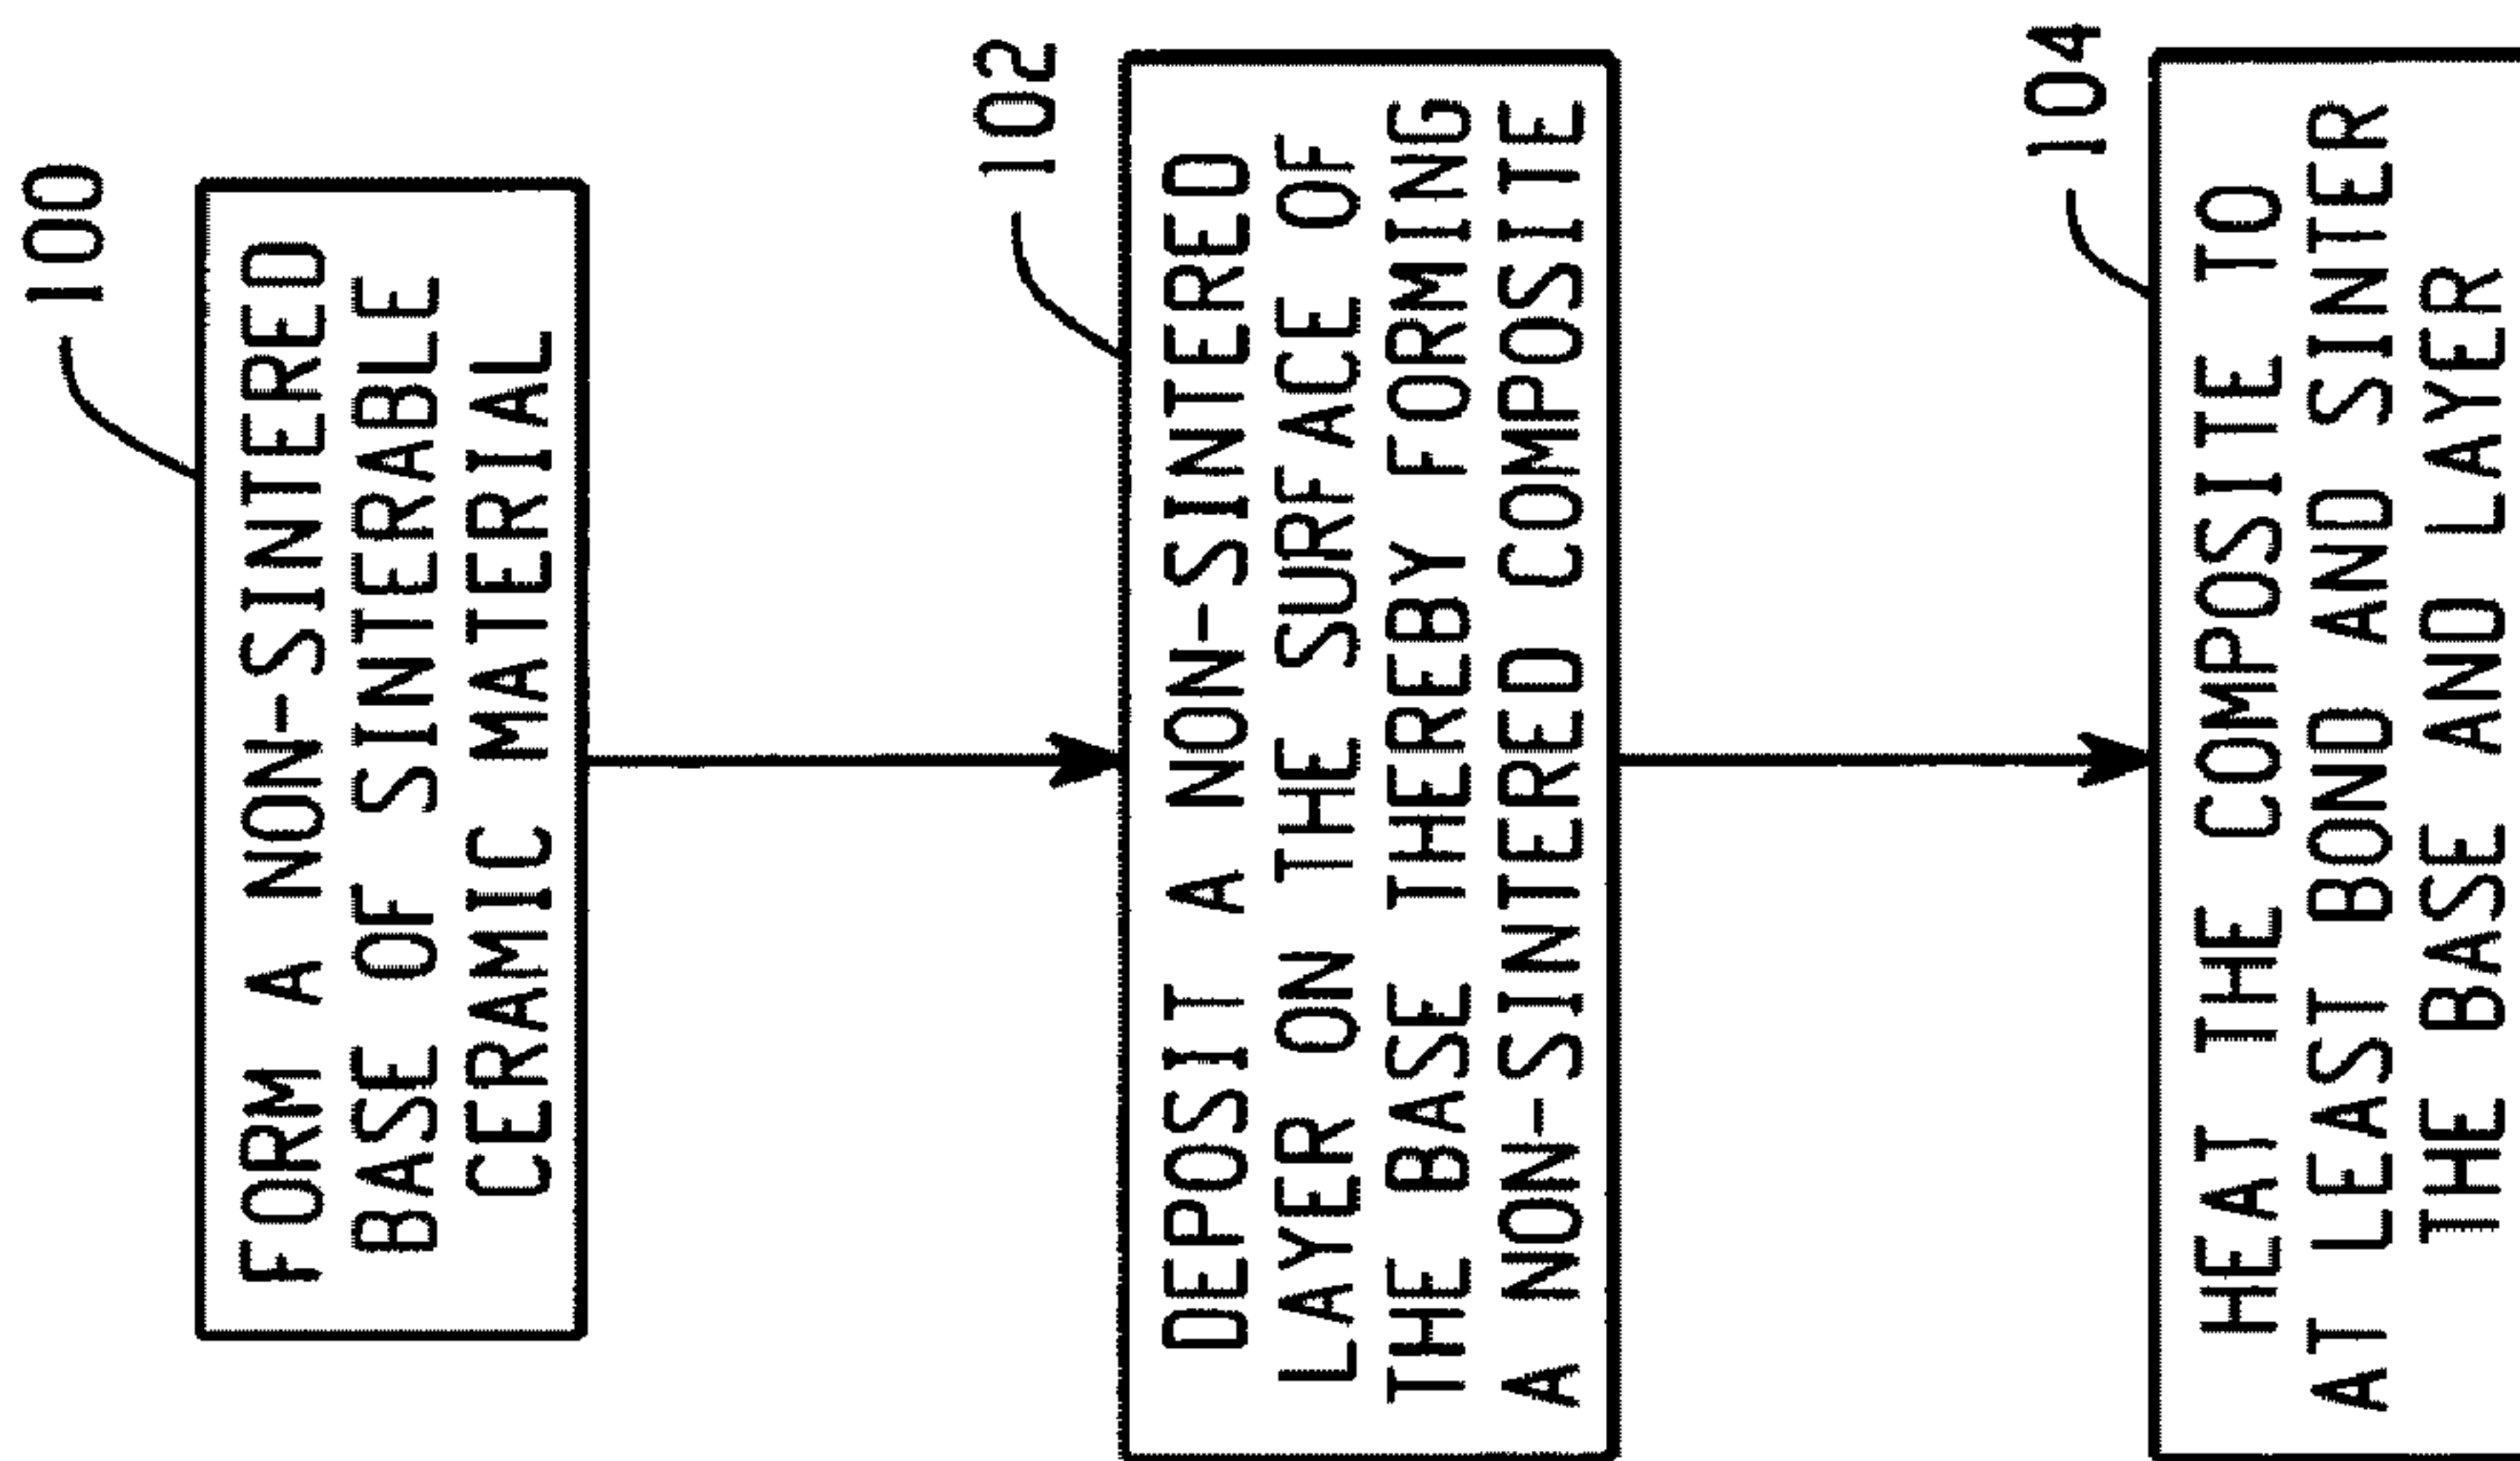 100
FORM A NON-SINTERED
BASE OF SINTERABLE
CERAMIC MATERIAL
102
DEPOSIT A NON-SINTERED
LAYER ON THE SURFACE OF
THE BASE THEREBY FORMING
A NON-SINTERED COMPOSITE
104
HEAT THE COMPOSITE TO
AT LEAST BOND AND SINTER
THE BASE AND LAYER